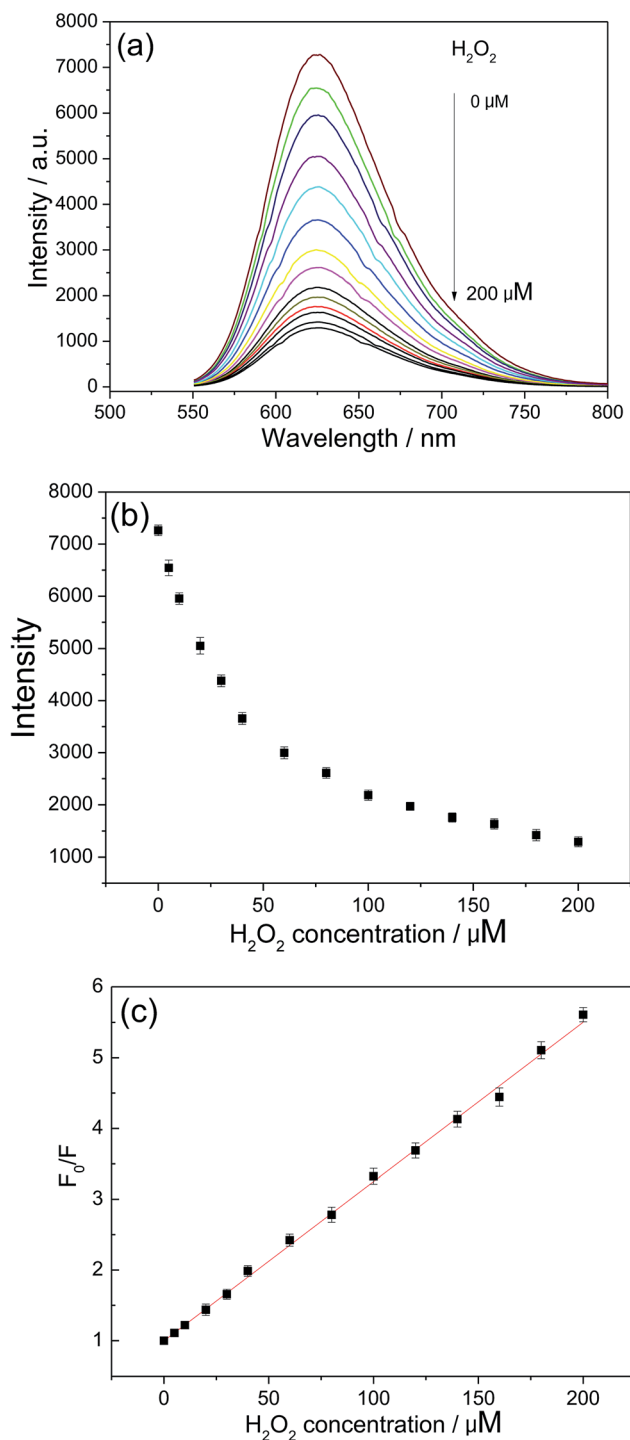 (a)
H₂O₂
0 µM
200 µM
8000
7000
6000
5000
4000
3000
2000
1000
0
Intensity / a.u.
500 550 600 650 700 750 800
Wavelength / nm
(b)
8000
7000
6000
5000
4000
3000
2000
1000
Intensity
0 50 100 150 200
H₂O₂ concentration / µM
(c)
6
5
4
3
2
1
F₀/F
0 50 100 150 200
H₂O₂ concentration / µM